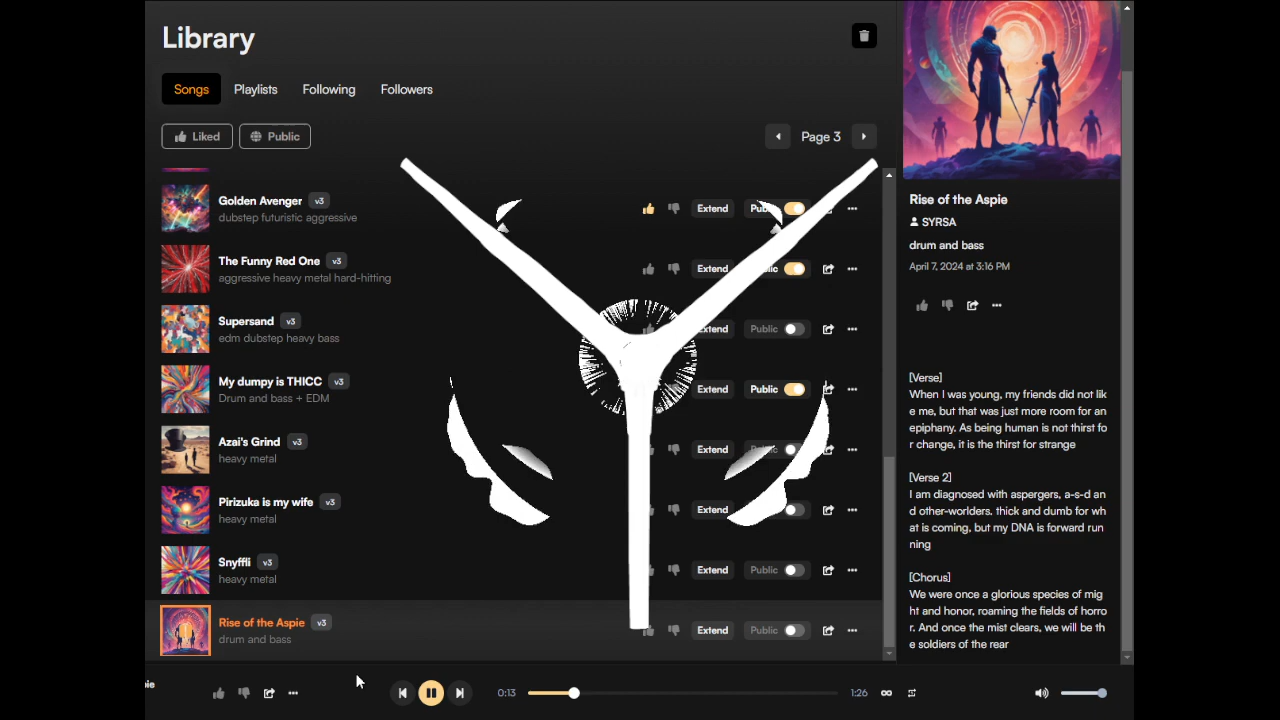 Library
Songs
Playlists
Following
Followers
Liked
Public
Page 3
Golden Avenger v3
dubstep futuristic aggressive
Extend
The Funny Red One v3
aggressive heavy metal hard-hitting
Extend
Supersand v3
edm dubstep heavy bass
Public
My dumpy is THICC v3
Drum and bass + EDM
Extend Public
Azai's Grind v3
heavy metal
Extend
Pirizuka is my wife v3
heavy metal
Extend
Snyffli v3
heavy metal
Extend Public
Rise of the Aspie v3
drum and bass
Extend Public
Rise of the Aspie
SYRSA
drum and bass
April 7, 2024 at 3:16 PM
[Verse]
When I was young, my friends did not lik
e me, but that was just more room for an
epiphany. As being human is not thirst fo
r change, it is the thirst for strange
[Verse 2]
I am diagnosed with aspergers, a-s-d an
d other-worlders. thick and dumb for wh
at is coming, but my DNA is forward run
ning
[Chorus]
We were once a glorious species of mig
ht and honor, roaming the fields of horro
r. And once the mist clears, we will be th
e soldiers of the rear
pie
0:13
1:26